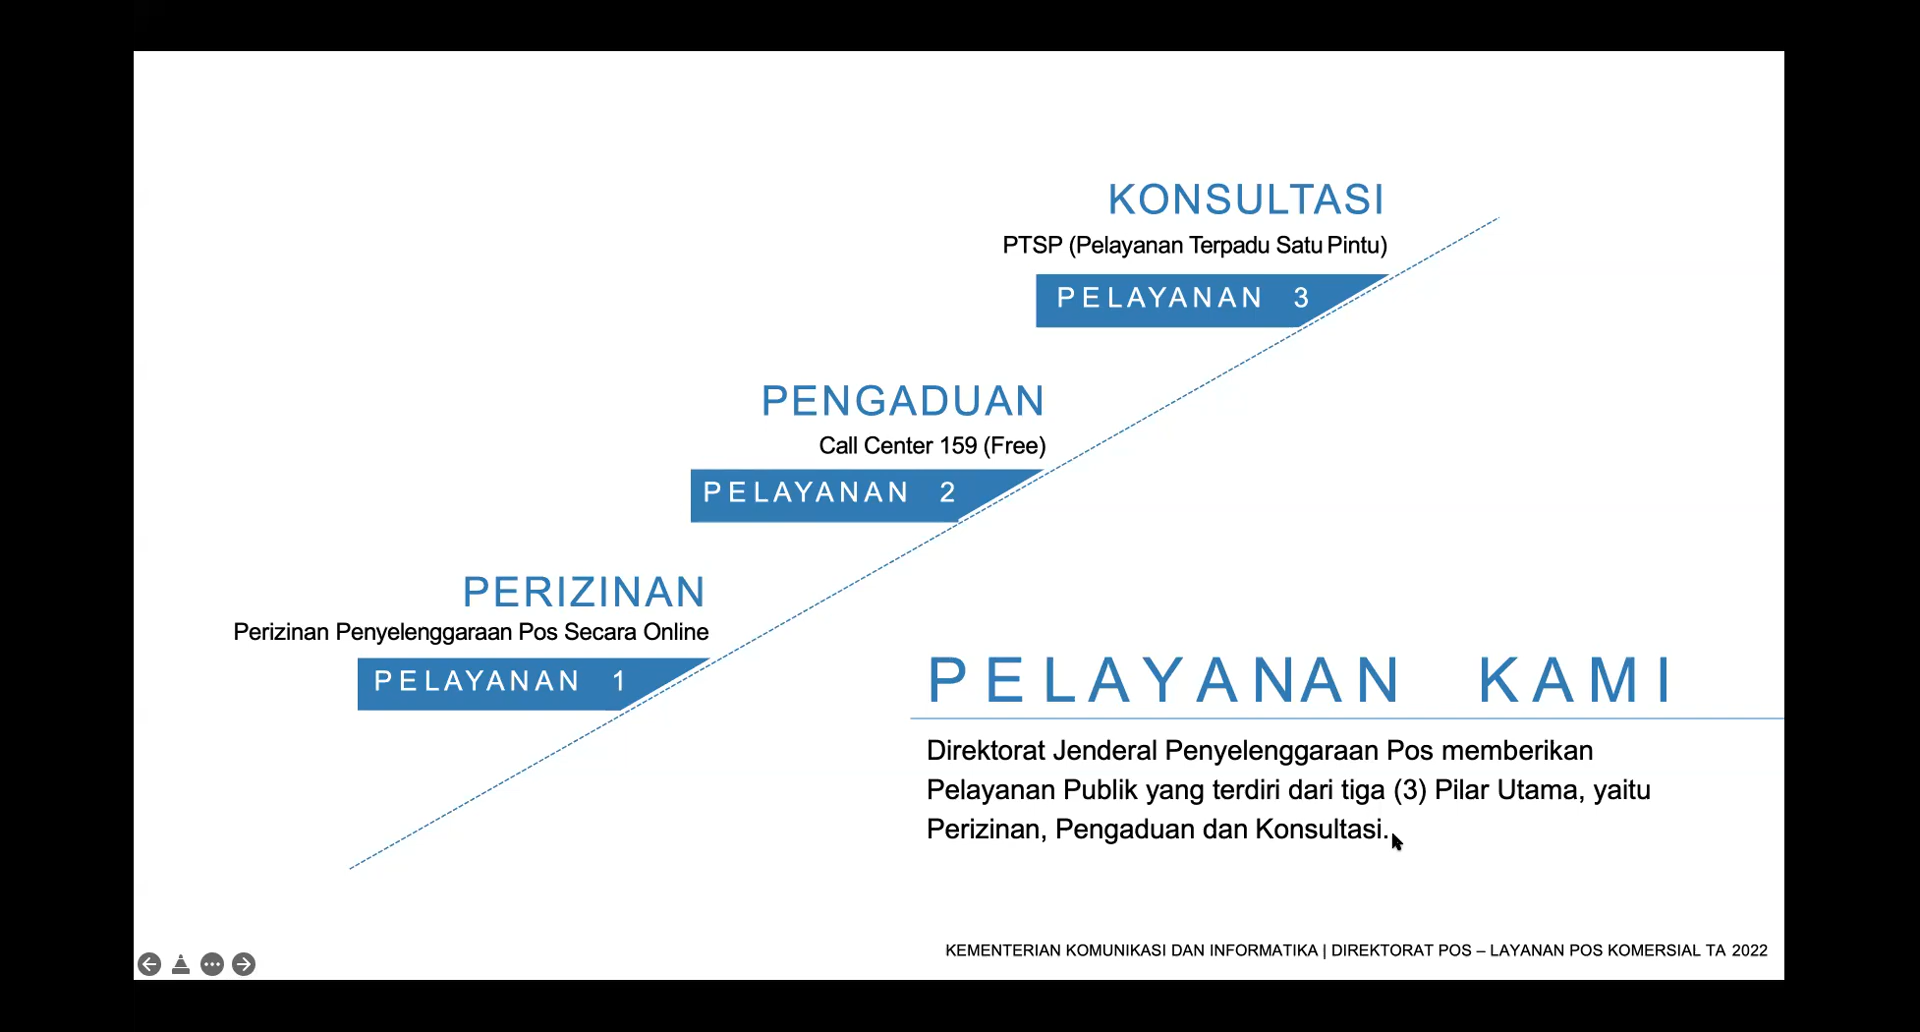 KONSULTASI
PTSP (Pelayanan Terpadu Satu Pintu)
PELAYANAN 3
PENGADUAN
Call Center 159 (Free)
PELAYANAN 2
PERIZINAN
Perizinan Penyelenggaraan Pos Secara Online
PELAYANAN 1
PELAYANAN KAMI
Direktorat Jenderal Penyelenggaraan Pos memberikan
Pelayanan Publik yang terdiri dari tiga (3) Pilar Utama, yaitu
Perizinan, Pengaduan dan Konsultasi.
KEMENTERIAN KOMUNIKASI DAN INFORMATIKA | DIREKTORAT POS – LAYANAN POS KOMERSIAL TA 2022